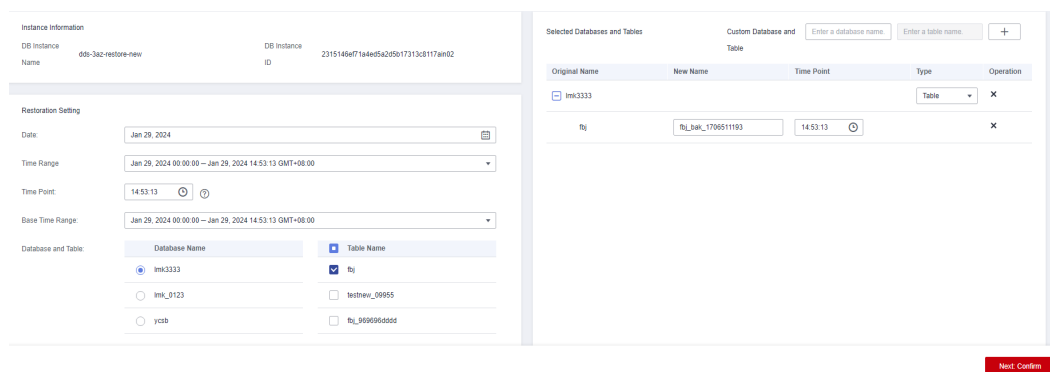 Instance Information
DB Instance Name
dds-3az-restore-new
DB Instance ID
2315146ef71a4ed5a2d5b17313c8117ain02
Restoration Setting
Date:
Jan 29, 2024
Time Range
Jan 29, 2024 00:00:00 – Jan 29, 2024 14:53:13 GMT+08:00
Time Point:
14:53:13
Base Time Range:
Jan 29, 2024 00:00:00 – Jan 29, 2024 14:53:13 GMT+08:00
Database and Table:
Database Name
Table Name
lmk3333
fbj
lmk_0123
testnew_09955
ycsb
fbj_969696dddd
Selected Databases and Tables
Custom Database and Table
Enter a database name.
Enter a table name.
Original Name New Name Time Point Type Operation
lmk3333 Table
fbj fbj_bak_1706511193 14:53:13
Next: Confirm